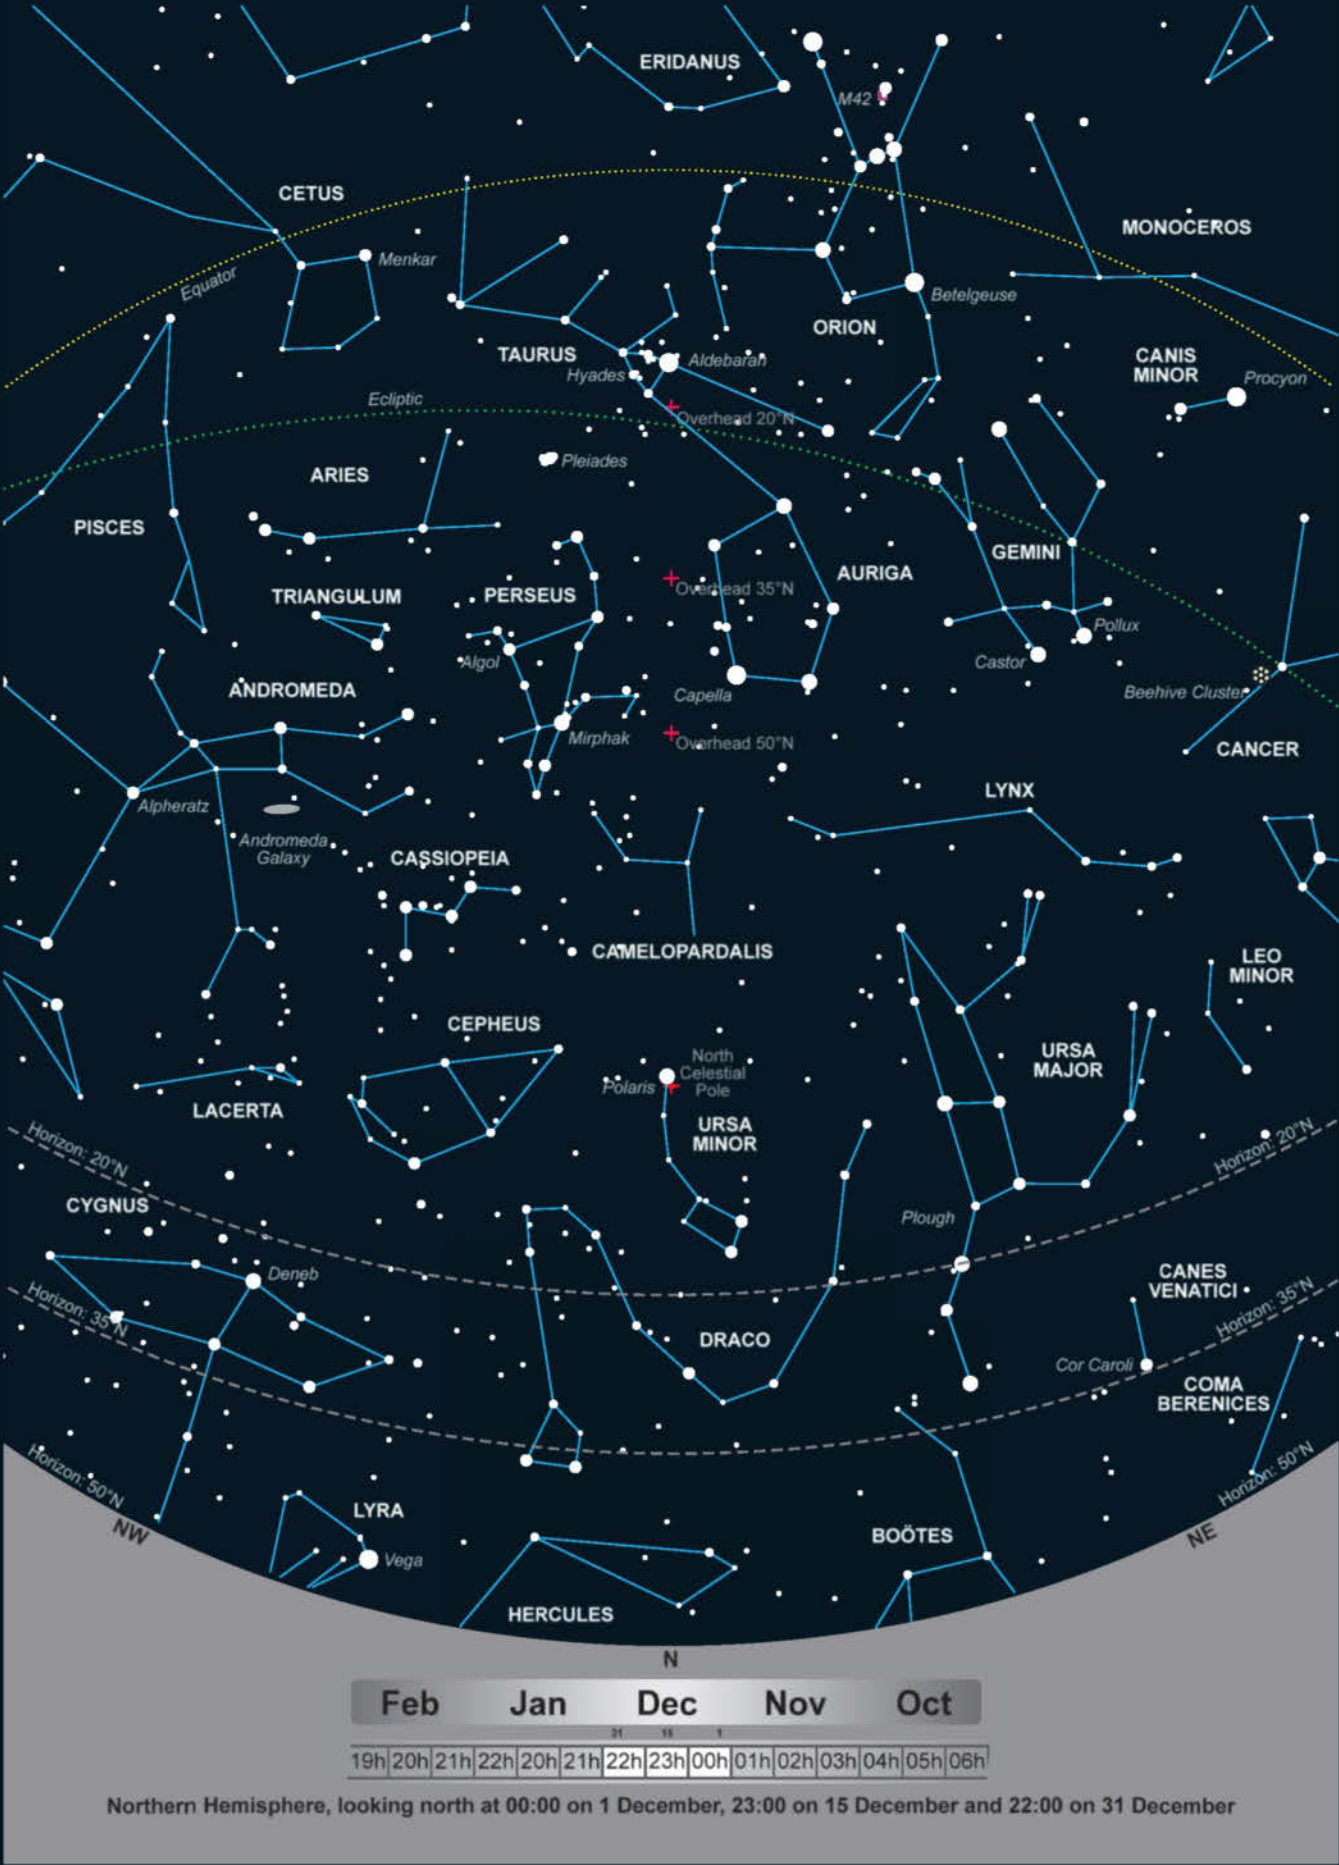 ERIDANUS
M42
CETUS
MONOCEROS
Menkar
Equator
Betelgeuse
ORION
TAURUS
Aldebaran
CANIS
MINOR
Procyon
Hyades
Ecliptic
Overhead 20°N
Pleiades
ARIES
PISCES
GEMINI
AURIGA
Overhead 35°N
TRIANGULUM
PERSEUS
Pollux
Algol
Castor
ANDROMEDA
Capella
Beehive Cluster
Mirphak
Overhead 50°N
CANCER
LYNX
Alpheratz
Andromeda
Galaxy
CASSIOPEIA
CAMELOPARDALIS
LEO
MINOR
CEPHEUS
URSA
MAJOR
North
Celestial
Pole
Polaris
LACERTA
URSA
MINOR
Horizon: 20°N
Horizon: 20°N
CYGNUS
Plough
Deneb
CANES
VENATICI
Horizon: 35°N
Horizon: 35°N
DRACO
Cor Caroli
COMA
BERENICES
Horizon: 50°N
Horizon: 50°N
LYRA
NW
NE
BOÖTES
Vega
HERCULES
N
Feb Jan Dec Nov Oct
31 15 1
19h 20h 21h 22h 20h 21h 22h 23h 00h 01h 02h 03h 04h 05h 06h
Northern Hemisphere, looking north at 00:00 on 1 December, 23:00 on 15 December and 22:00 on 31 December